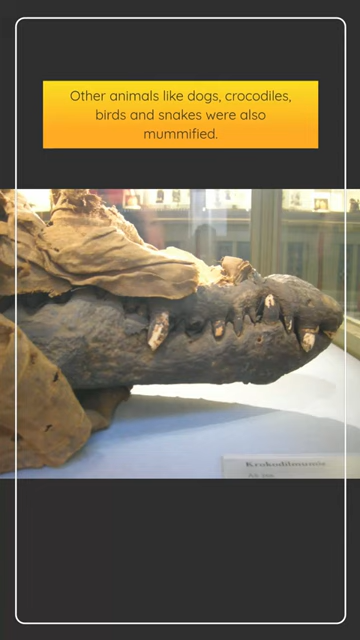 Other animals like dogs, crocodiles,
birds and snakes were also
mummified.
Krokodilmumie